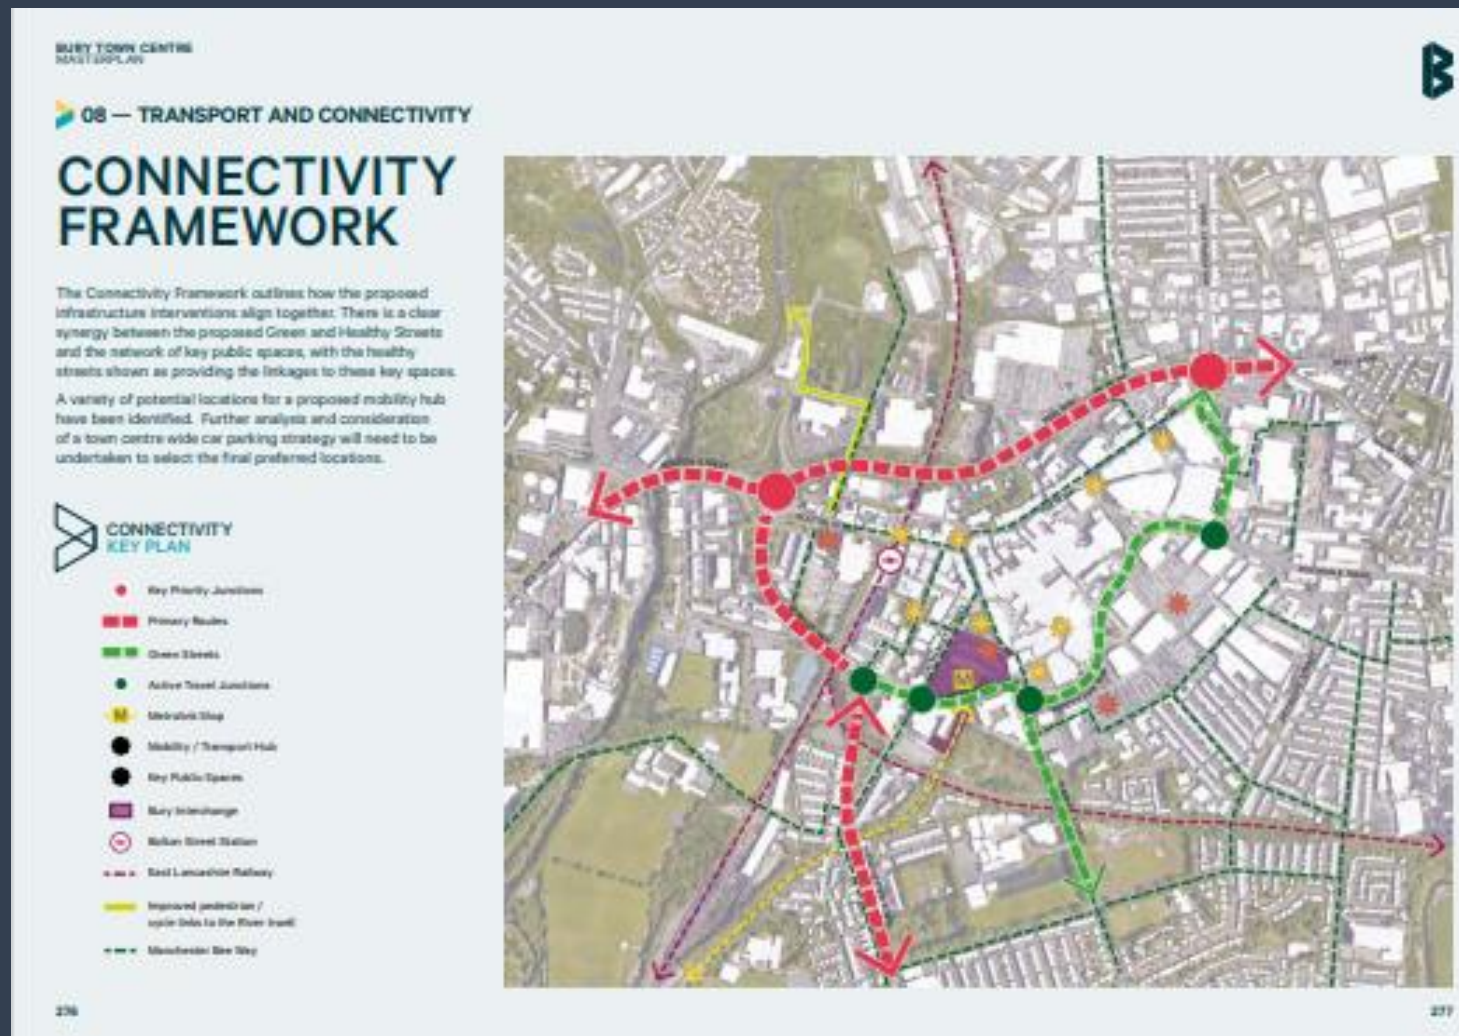 BURY TOWN CENTRE
MASTERPLAN
08 — TRANSPORT AND CONNECTIVITY
CONNECTIVITY
FRAMEWORK
The Connectivity Framework outlines how the proposed
infrastructure interventions align together. There is a clear
synergy between the proposed Green and Healthy Streets
and the network of key public spaces, with the healthy
streets shown as providing the linkages to these key spaces.
A variety of potential locations for a proposed mobility hub
have been identified. Further analysis and consideration
of a town centre wide car parking strategy will need to be
undertaken to select the final preferred locations.
CONNECTIVITY
KEY PLAN
Key Priority Junctions
Primary Routes
Green Streets
Active Travel Junctions
M
Metrolink Stop
Mobility / Transport Hub
Key Public Spaces
Bury Interchange
Bolton Street Station
East Lancashire Railway
Improved pedestrian /
cycle links to the River Irwell
Manchester Bee Way
276
277